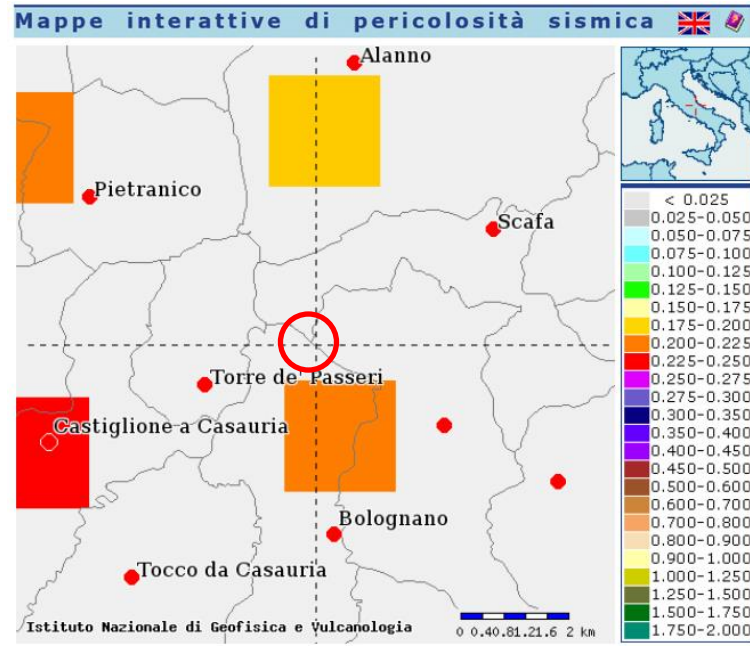 Mappe interattive di pericolosità sismica
Alanno
Pietranico
Scafa
Torre de' Passeri
Castiglione a Casauria
Bolognano
Tocco da Casauria
Istituto Nazionale di Geofisica e Vulcanologia
0 0.40.81.21.6 2 km
< 0.025
0.025-0.050
0.050-0.075
0.075-0.100
0.100-0.125
0.125-0.150
0.150-0.175
0.175-0.200
0.200-0.225
0.225-0.250
0.250-0.275
0.275-0.300
0.300-0.350
0.350-0.400
0.400-0.450
0.450-0.500
0.500-0.600
0.600-0.700
0.700-0.800
0.800-0.900
0.900-1.000
1.000-1.250
1.250-1.500
1.500-1.750
1.750-2.000